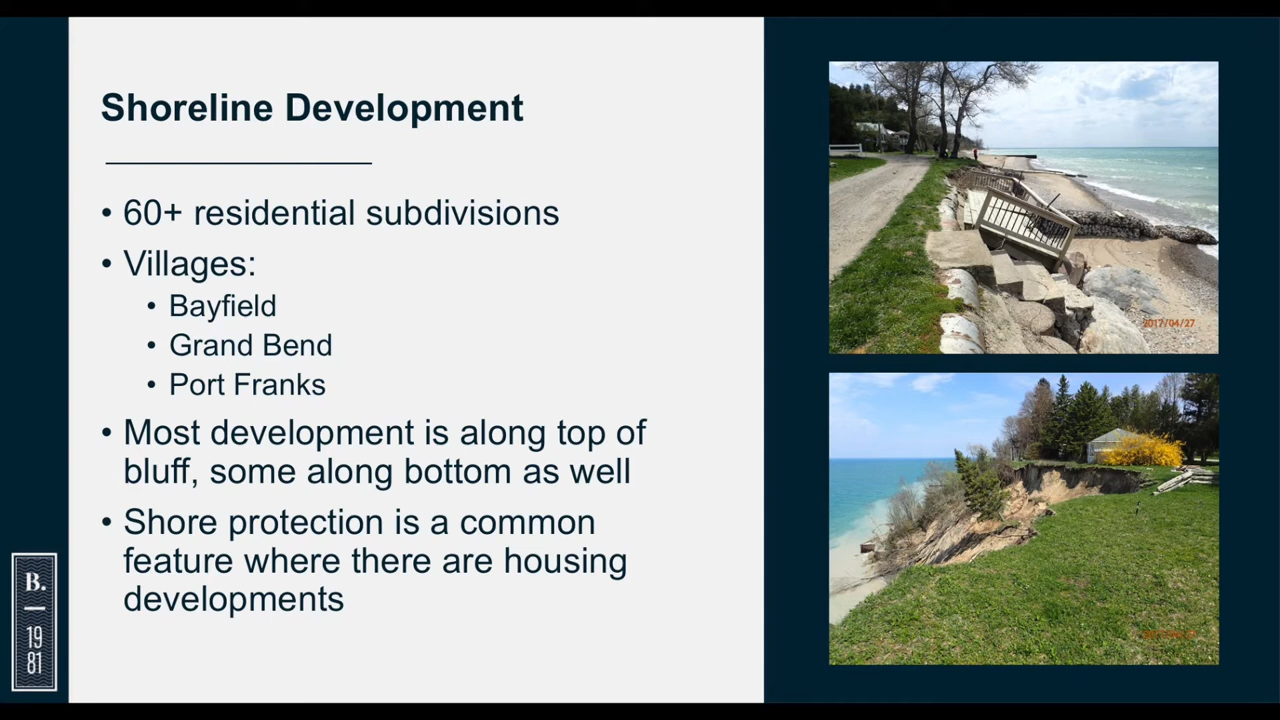 Shoreline Development
• 60+ residential subdivisions
• Villages:
• Bayfield
• Grand Bend
• Port Franks
• Most development is along top of
bluff, some along bottom as well
• Shore protection is a common
feature where there are housing
developments
B.
19
81
2017/04/27